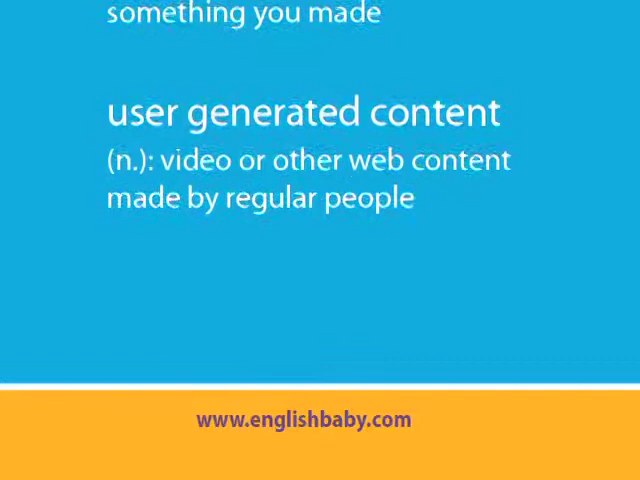 something you made
user generated content
(n.): video or other web content
made by regular people
www.englishbaby.com